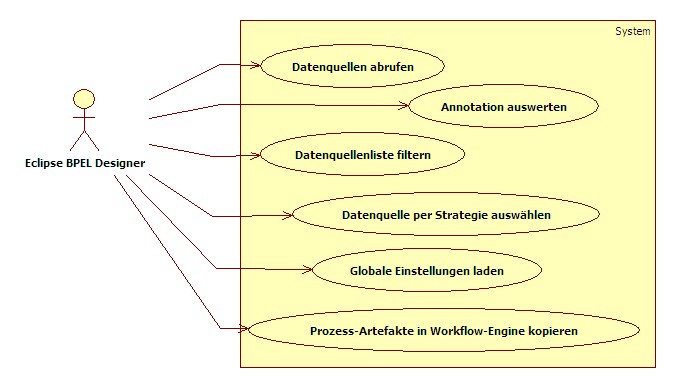 System
Datenquellen abrufen
Annotation auswerten
Eclipse BPEL Designer
Datenquellenliste filtern
Datenquelle per Strategie auswählen
Globale Einstellungen laden
Prozess-Artefakte in Workflow-Engine kopieren